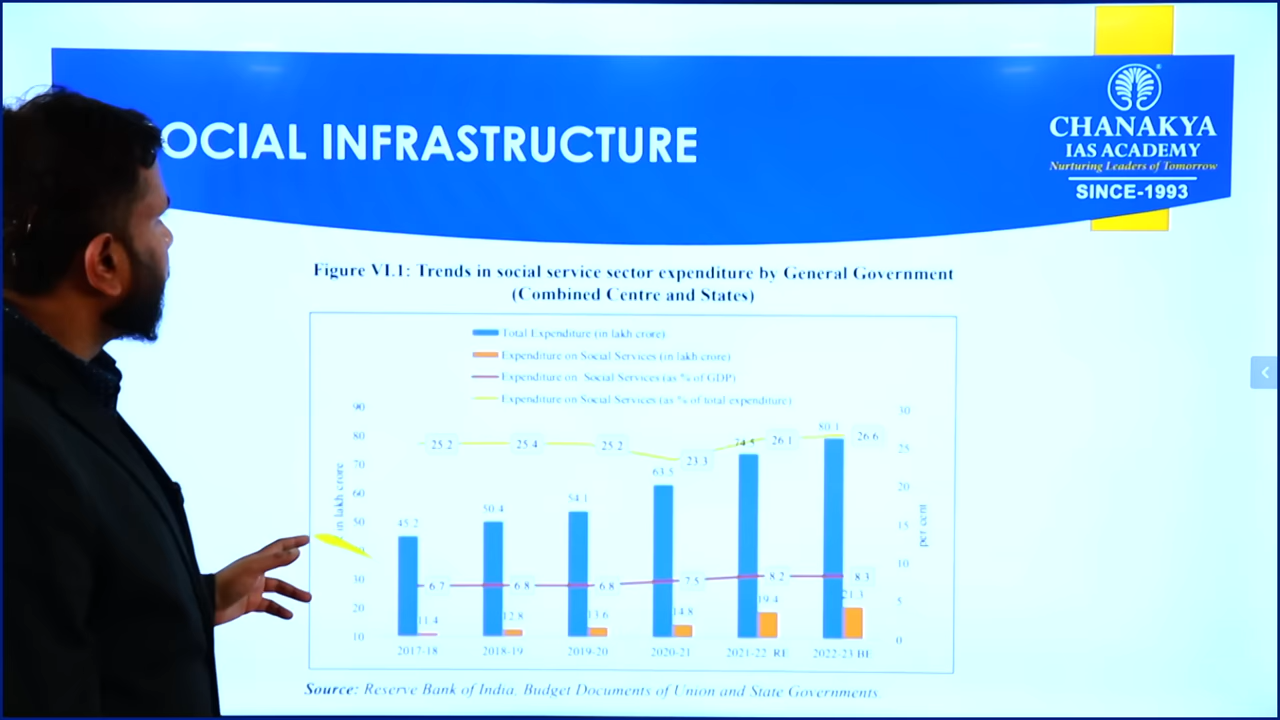 OCIAL INFRASTRUCTURE
CHANAKYA
IAS ACADEMY
Nurturing Leaders of Tomorrow
SINCE-1993
Figure VI.1: Trends in social service sector expenditure by General Government
(Combined Centre and States)
Total Expenditure (in lakh crore)
Expenditure on Social Services (in lakh crore)
Expenditure on Social Services (as % of GDP)
Expenditure on Social Services (as % of total expenditure)
90 30
80 80.1
25.2 25.4 25.2 23.3 74.5 26.1 26.6 25
70 63.5
in lakh crore
60 20
50 45.2 50.4 54.1 15
per cent
10
30 6.7 6.8 6.8 7.5 8.2 8.3
20 11.4 12.8 13.6 14.8 19.4 21.3 5
10 0
2017-18 2018-19 2019-20 2020-21 2021-22 RE 2022-23 BE
Source: Reserve Bank of India, Budget Documents of Union and State Governments